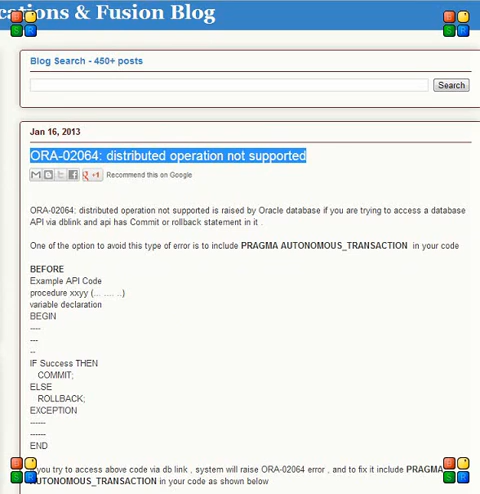 cations & Fusion Blog
Blog Search - 450+ posts
Search
Jan 16, 2013
ORA-02064: distributed operation not supported
+1 Recommend this on Google
ORA-02064: distributed operation not supported is raised by Oracle database if you are trying to access a database
API via dblink and api has Commit or rollback statement in it .
One of the option to avoid this type of error is to include PRAGMA AUTONOMOUS_TRANSACTION in your code
BEFORE
Example API Code
procedure xxyy (... .... ..)
variable declaration
BEGIN
----
---
--
IF Success THEN
COMMIT;
ELSE
ROLLBACK;
EXCEPTION
------
------
END
you try to access above code via db link , system will raise ORA-02064 error , and to fix it include PRAGMA
AUTONOMOUS_TRANSACTION in your code as shown below